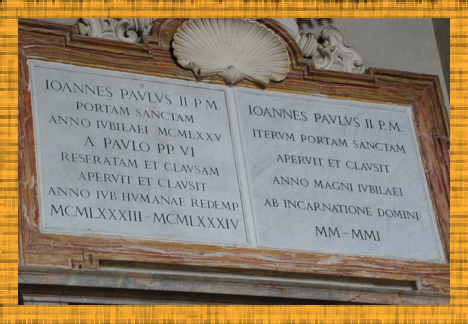 IOANNES PAVLVS II P.M.
PORTAM SANCTAM
ANNO IVBILAEI MCMLXXV
A PAVLO PP VI
RESERATAM ET CLVSAM
APERVIT ET CLAVSIT
ANNO IVB. HVMANAE REDEMP.
MCMLXXXIII - MCMLXXXIV
IOANNES PAVLVS II P.M.
ITERVM PORTAM SANCTAM
APERVIT ET CLAVSIT
ANNO MAGNI IVBILAEI
AB INCARNATIONE DOMINI
MM - MMI